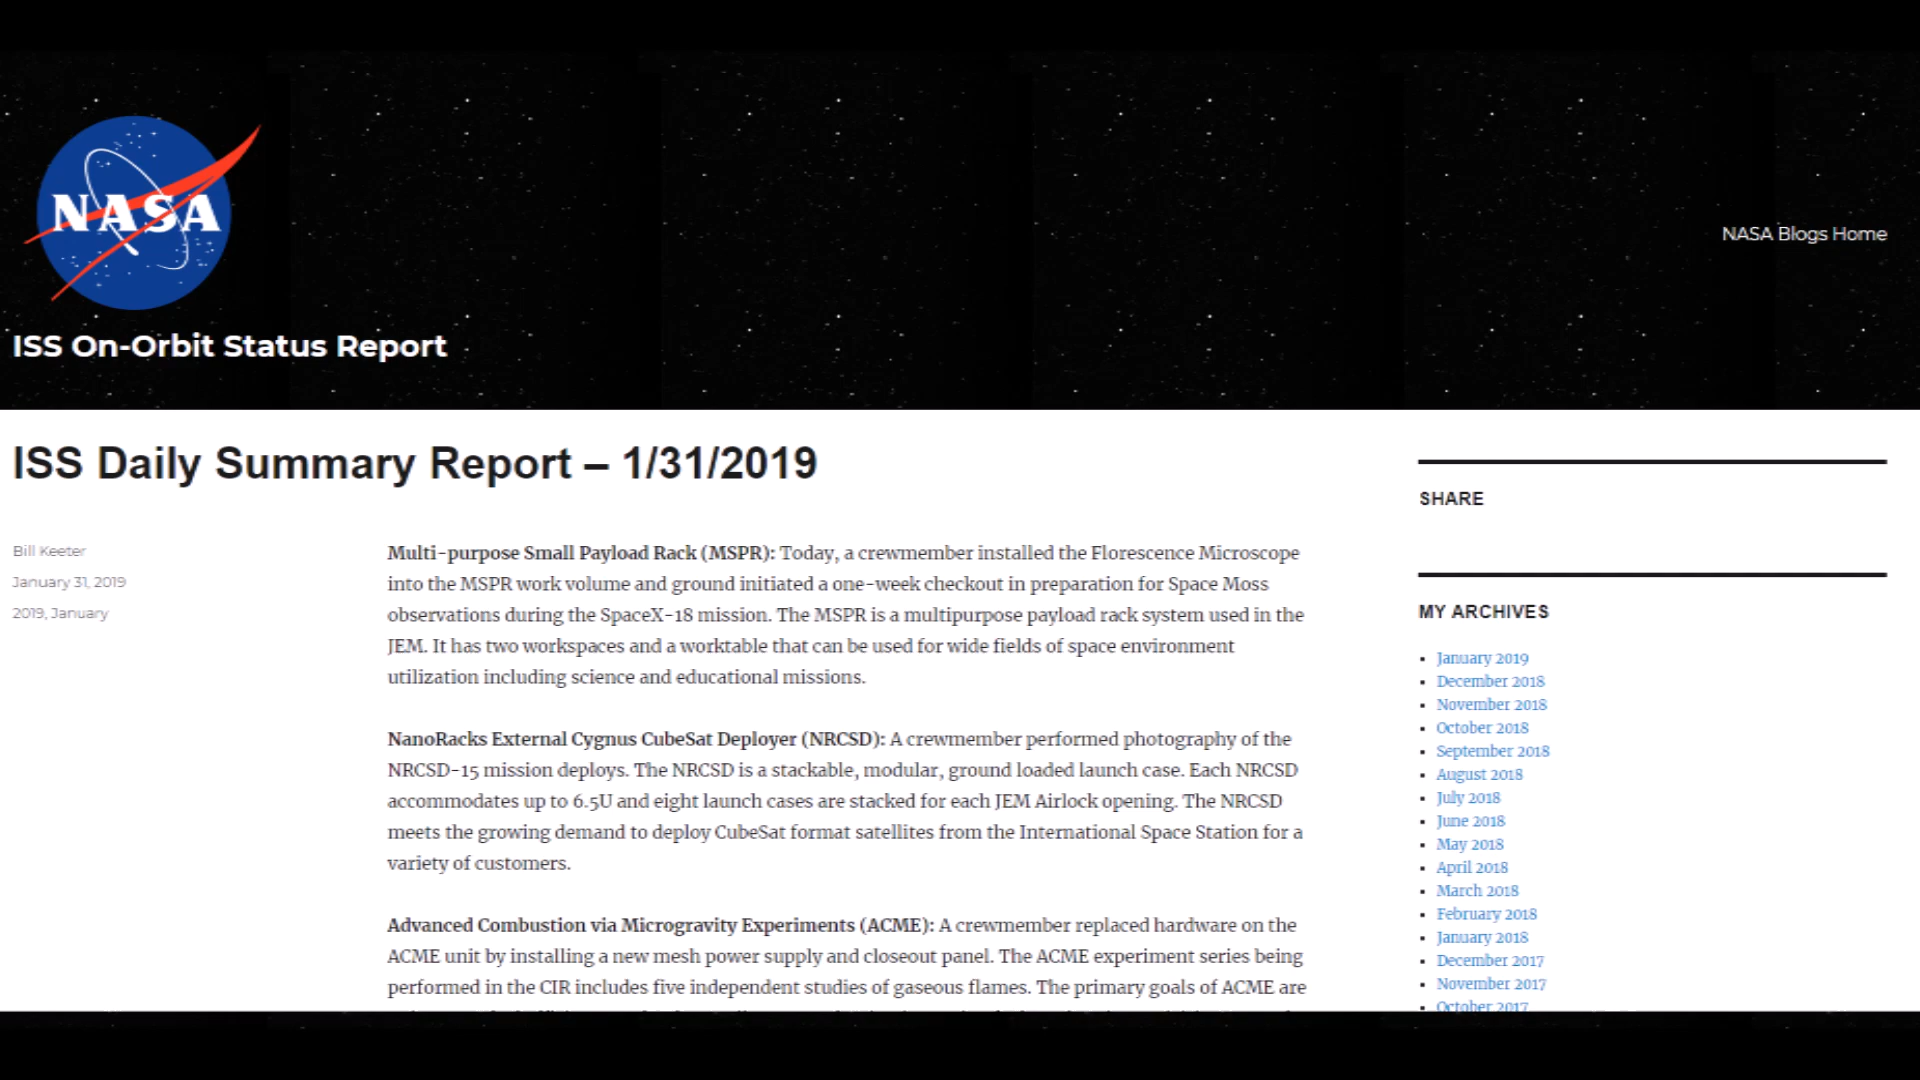 NASA
NASA Blogs Home
ISS On-Orbit Status Report
ISS Daily Summary Report – 1/31/2019
Bill Keeter
January 31, 2019
2019, January
Multi-purpose Small Payload Rack (MSPR): Today, a crewmember installed the Florescence Microscope
into the MSPR work volume and ground initiated a one-week checkout in preparation for Space Moss
observations during the SpaceX-18 mission. The MSPR is a multipurpose payload rack system used in the
JEM. It has two workspaces and a worktable that can be used for wide fields of space environment
utilization including science and educational missions.
NanoRacks External Cygnus CubeSat Deployer (NRCSD): A crewmember performed photography of the
NRCSD-15 mission deploys. The NRCSD is a stackable, modular, ground loaded launch case. Each NRCSD
accommodates up to 6.5U and eight launch cases are stacked for each JEM Airlock opening. The NRCSD
meets the growing demand to deploy CubeSat format satellites from the International Space Station for a
variety of customers.
Advanced Combustion via Microgravity Experiments (ACME): A crewmember replaced hardware on the
ACME unit by installing a new mesh power supply and closeout panel. The ACME experiment series being
performed in the CIR includes five independent studies of gaseous flames. The primary goals of ACME are
SHARE
MY ARCHIVES
January 2019
December 2018
November 2018
October 2018
September 2018
August 2018
July 2018
June 2018
May 2018
April 2018
March 2018
February 2018
January 2018
December 2017
November 2017
October 2017